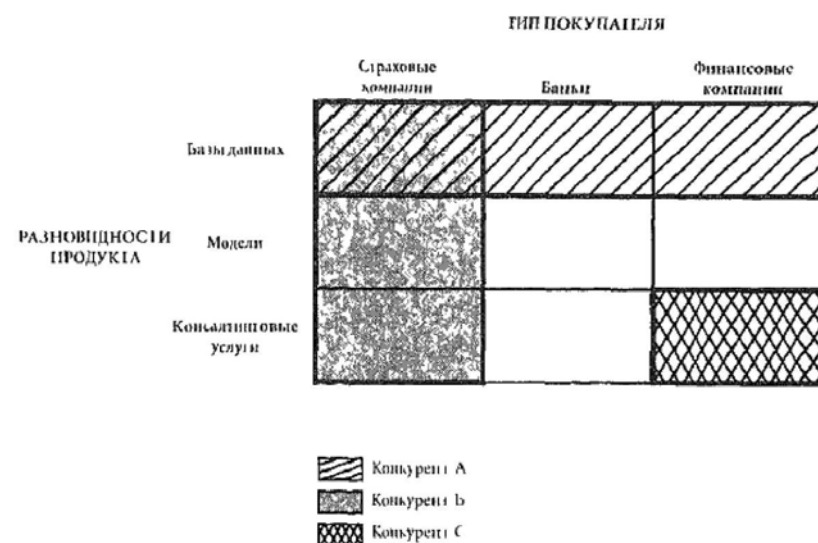 ТИП ПОКУПАТЕЛЯ
Страховые
компании
Банки
Финансовые
компании
Базы данных
РАЗНОВИДНОСТИ
ПРОДУКТА
Модели
Консалтинговые
услуги
Конкурент А
Конкурент Б
Конкурент С